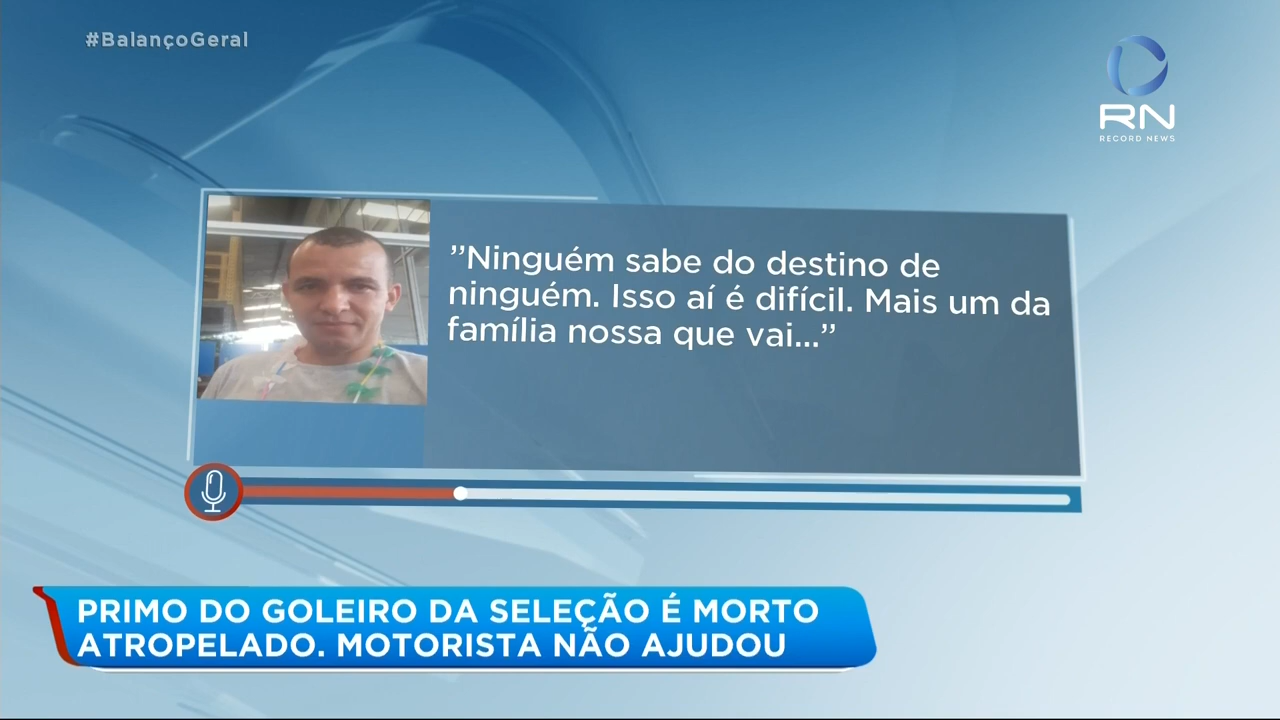 #BalançoGeral
RN
RECORD NEWS
”Ninguém sabe do destino de
ninguém. Isso aí é difícil. Mais um da
família nossa que vai...”
PRIMO DO GOLEIRO DA SELEÇÃO É MORTO
ATROPELADO. MOTORISTA NÃO AJUDOU